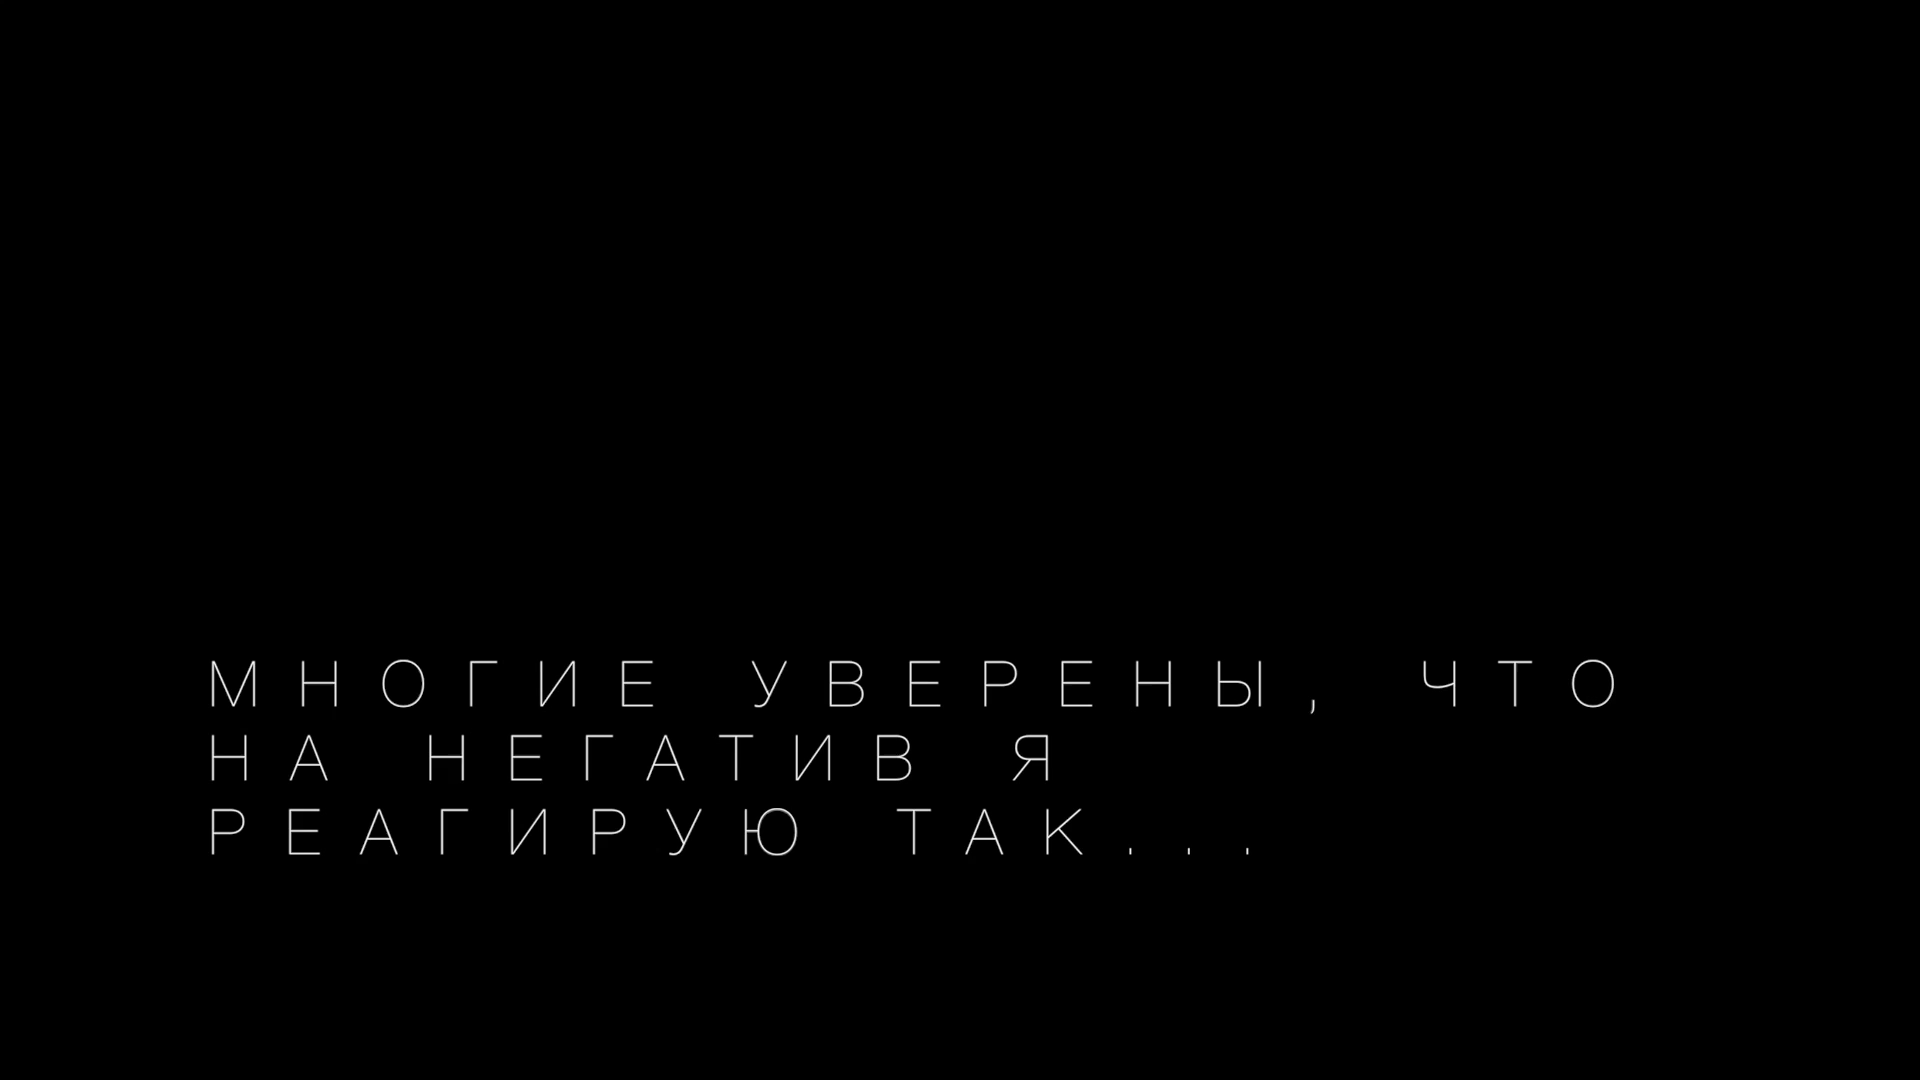 МНОГИЕ УВЕРЕНЫ, ЧТО
НА НЕГАТИВ Я
РЕАГИРУЮ ТАК...